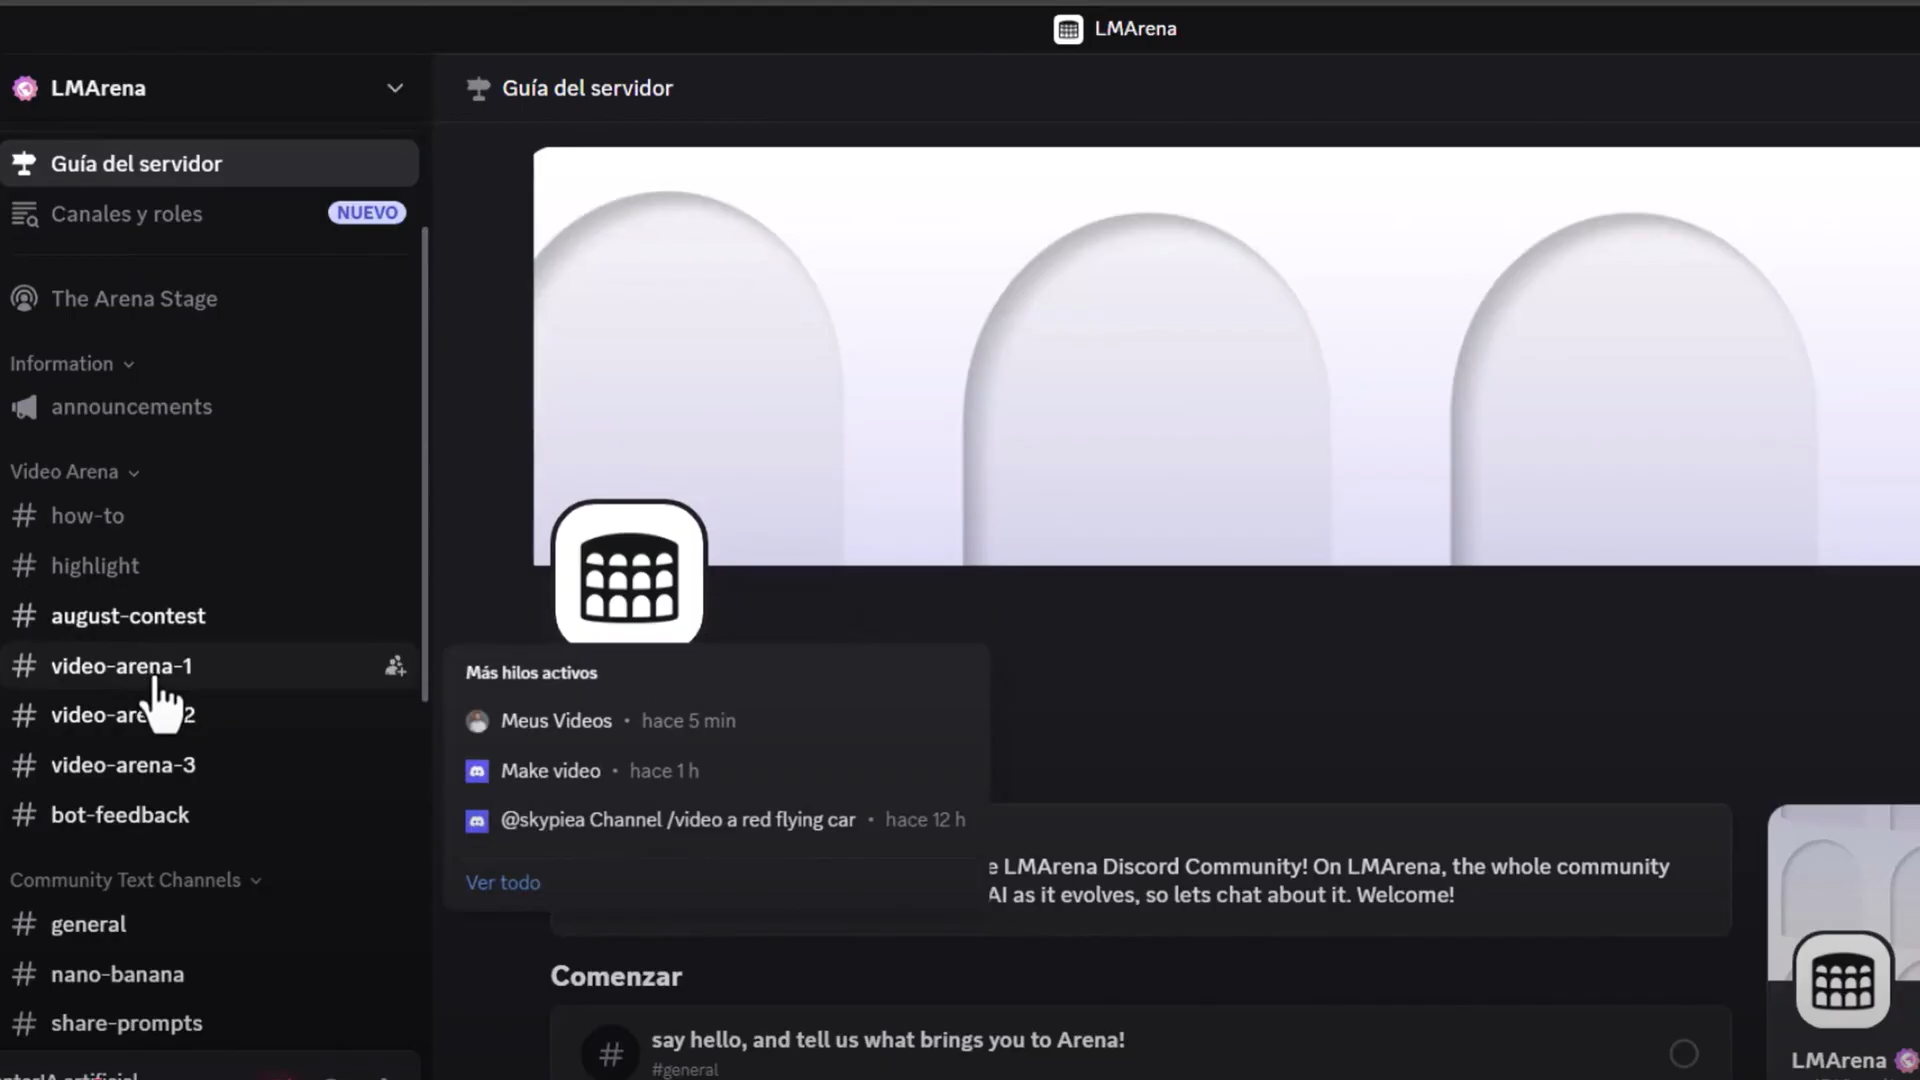 LMArena
LMArena
Guía del servidor
Guía del servidor
Canales y roles
NUEVO
The Arena Stage
Information
announcements
Video Arena
how-to
highlight
august-contest
video-arena-1
video-are 2
video-arena-3
bot-feedback
Community Text Channels
general
nano-banana
share-prompts
Más hilos activos
Meus Videos • hace 5 min
Make video • hace 1 h
@skypiea Channel /video a red flying car • hace 12 h
Ver todo
e LMArena Discord Community! On LMArena, the whole community
AI as it evolves, so lets chat about it. Welcome!
Comenzar
say hello, and tell us what brings you to Arena!
#general
LMArena